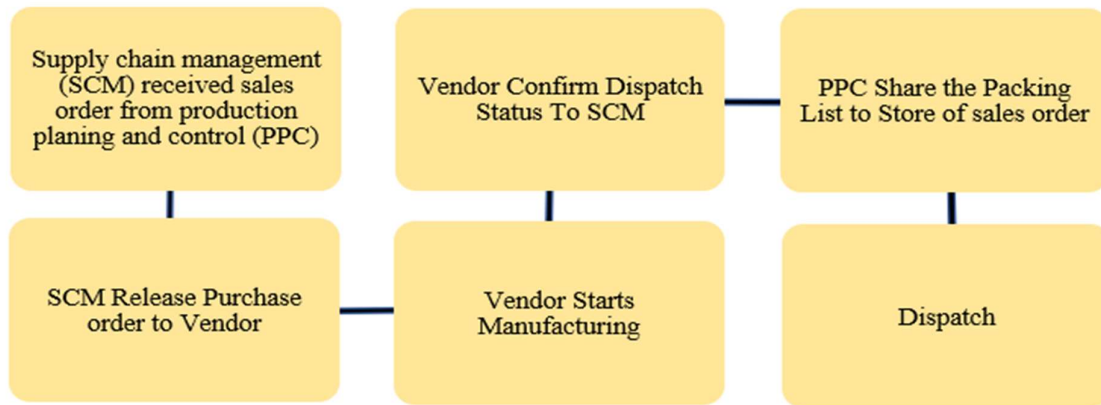 Supply chain management
(SCM) received sales
order from production
planing and control (PPC)
SCM Release Purchase
order to Vendor
Vendor Starts
Manufacturing
Vendor Confirm Dispatch
Status To SCM
PPC Share the Packing
List to Store of sales order
Dispatch